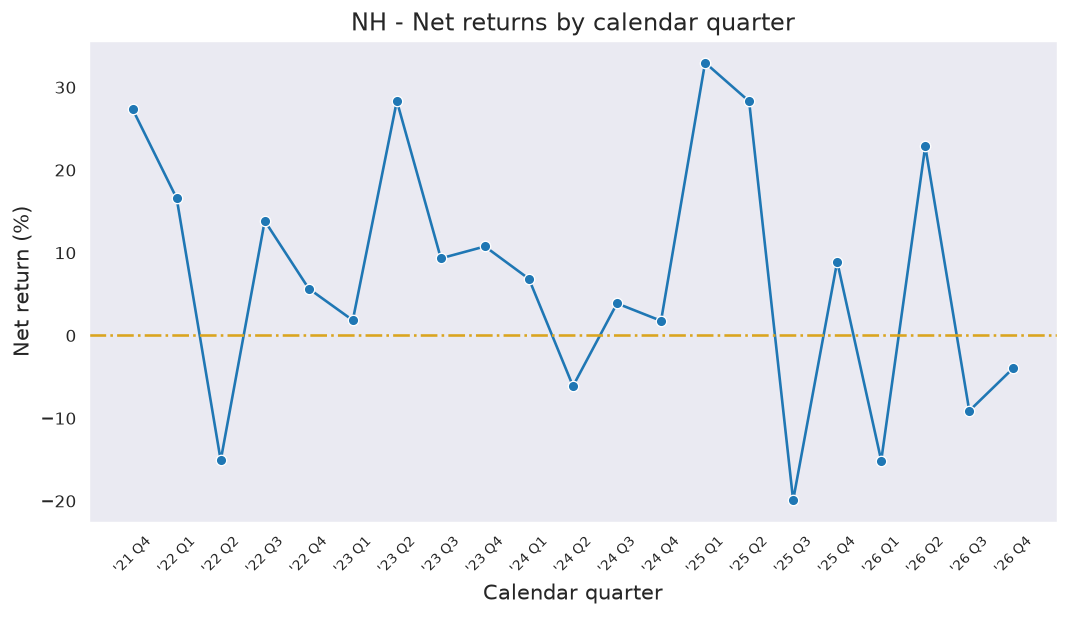 NH - Net returns by calendar quarter
Net return (%)
30
20
10
0
−10
−20
'21 Q4
'22 Q1
'22 Q2
'22 Q3
'22 Q4
'23 Q1
'23 Q2
'23 Q3
'23 Q4
'24 Q1
'24 Q2
'24 Q3
'24 Q4
'25 Q1
'25 Q2
'25 Q3
'25 Q4
'26 Q1
'26 Q2
'26 Q3
'26 Q4
Calendar quarter